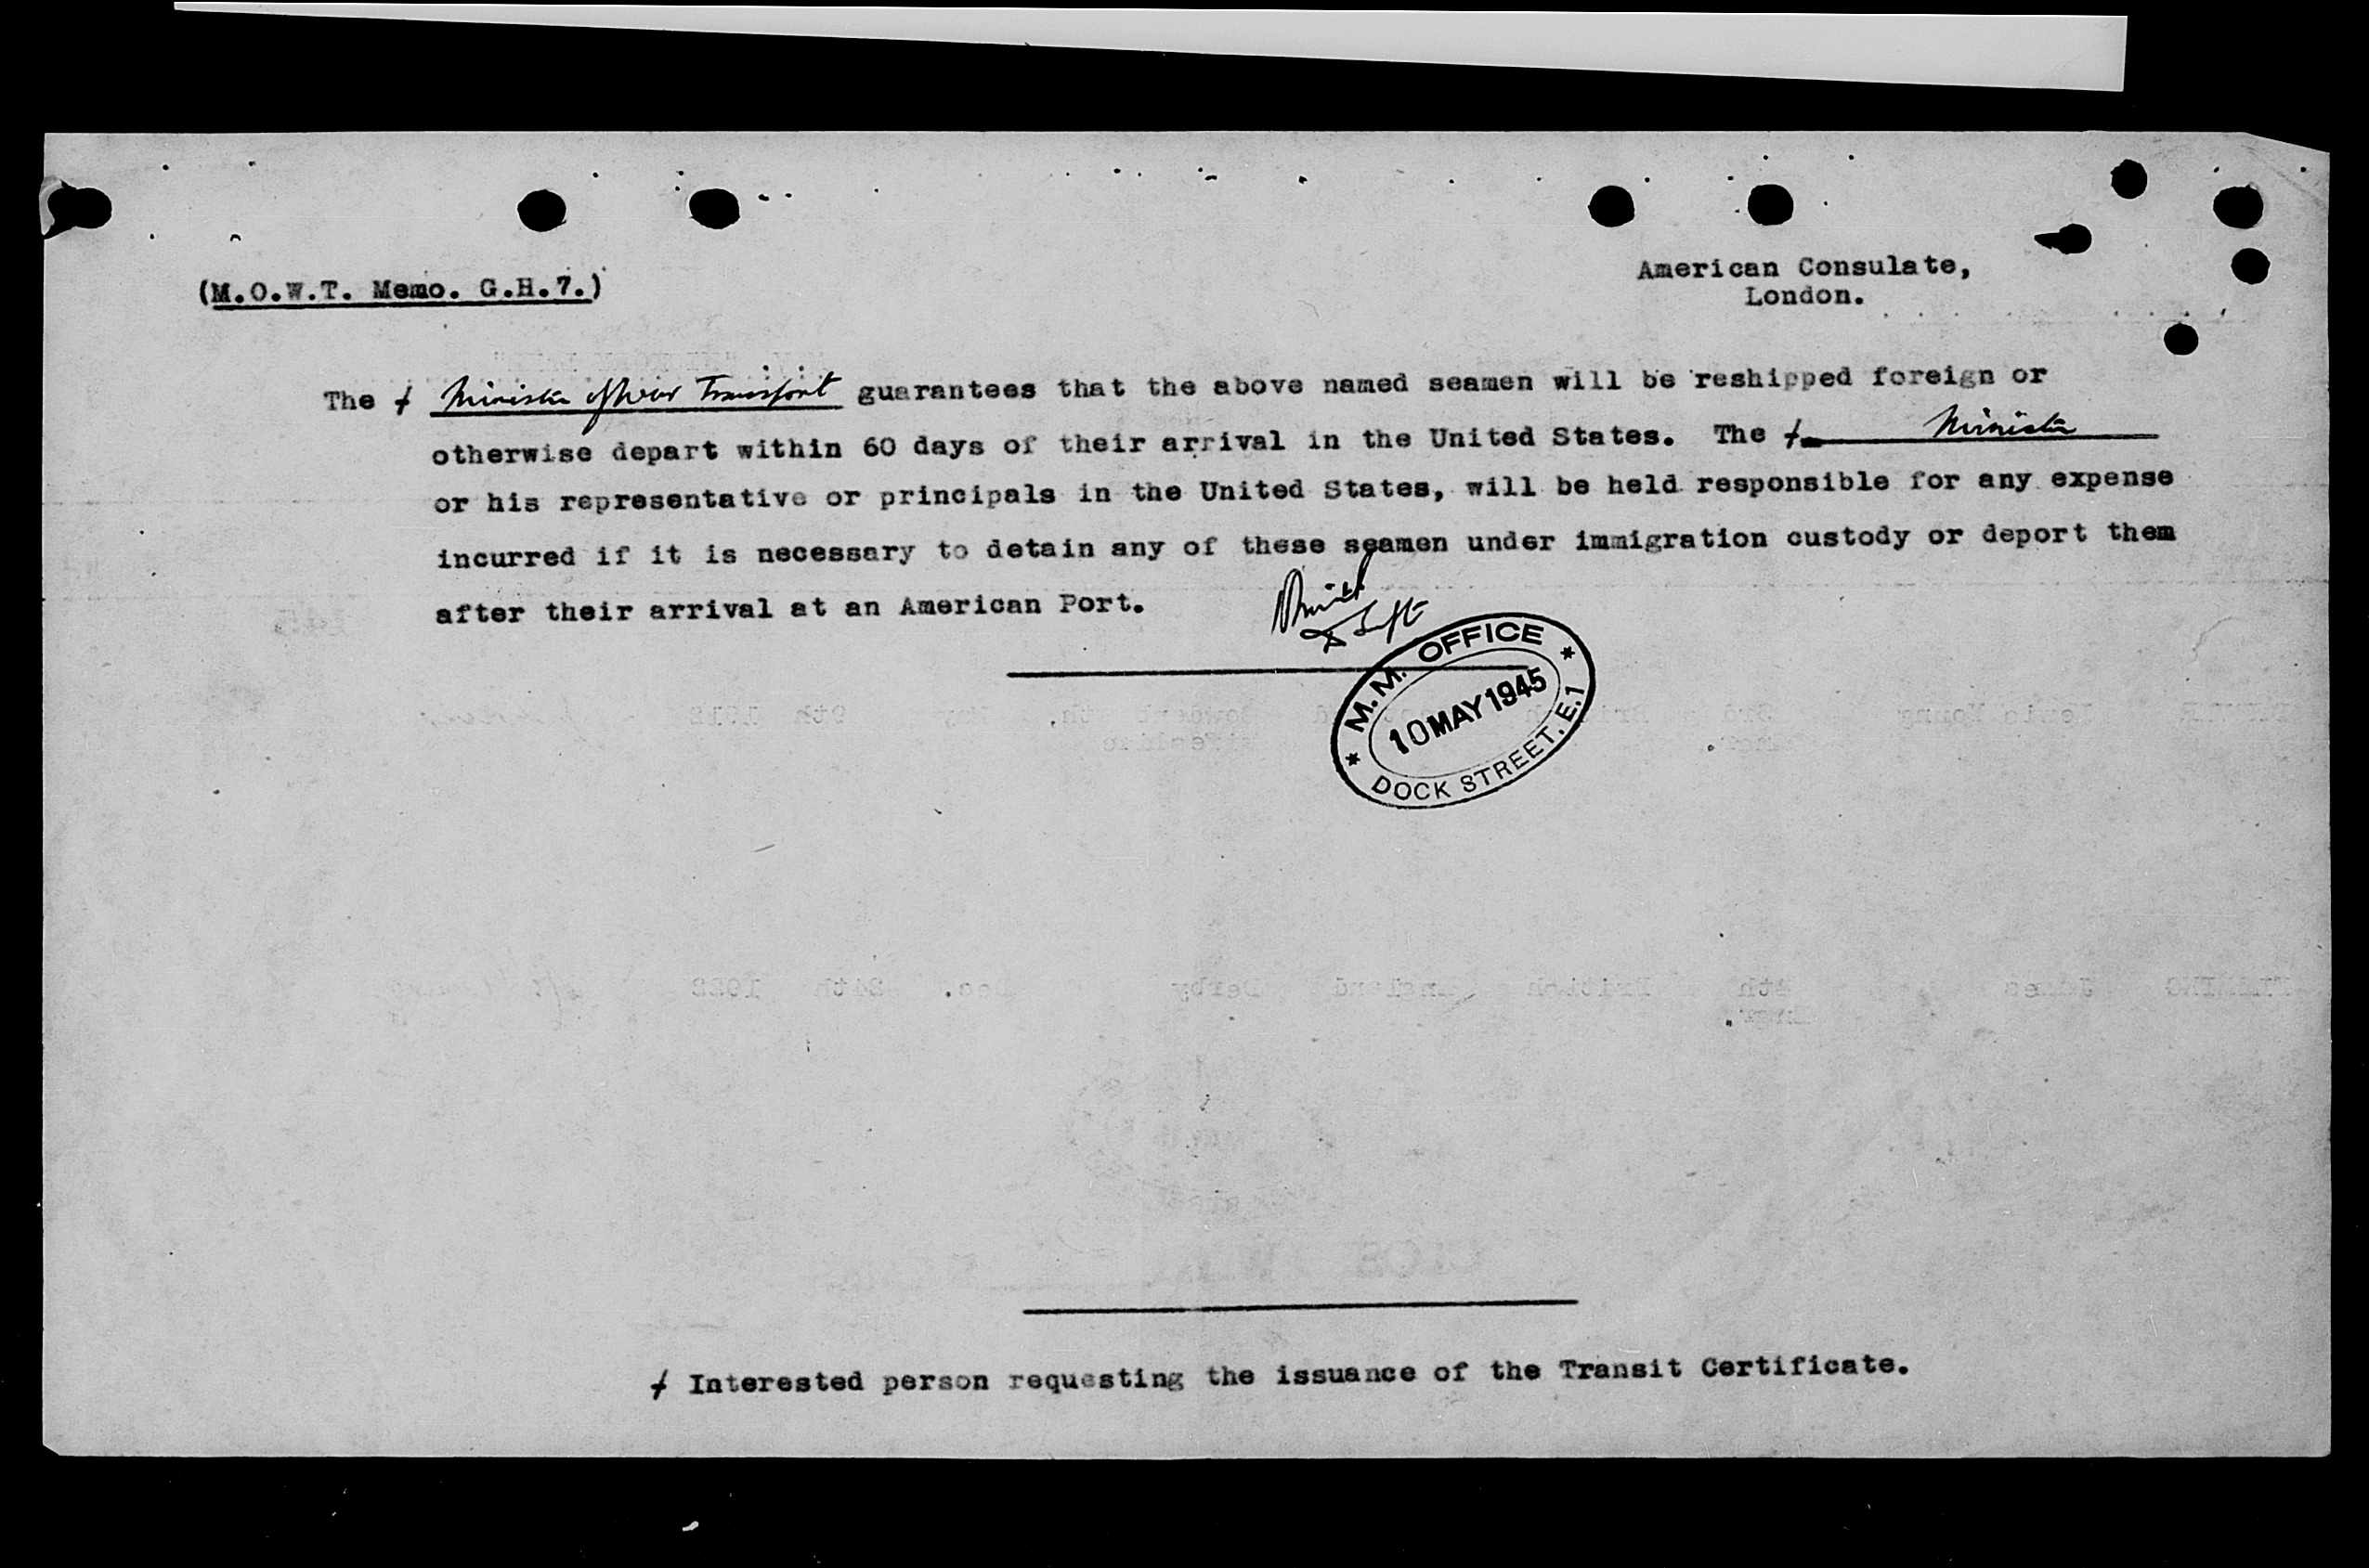 (M.O.W.T. Memo. G.H.7.)
American Consulate,
London.
The ⨍ Minister of War Transport guarantees that the above named seamen will be reshipped foreign or
otherwise depart within 60 days of their arrival in the United States. The ⨍ Minister
or his representative or principals in the United States, will be held responsible for any expense
incurred if it is necessary to detain any of these seamen under immigration custody or deport them
after their arrival at an American Port.
M.M. OFFICE
10 MAY 1945
DOCK STREET, E.1
⨍ Interested person requesting the issuance of the Transit Certificate.